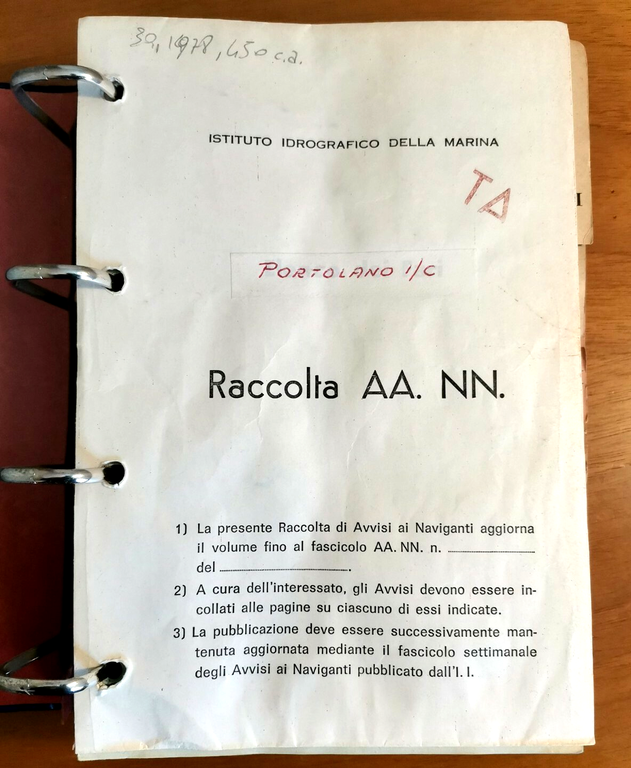 30, 1978, 450 c.a.
ISTITUTO IDROGRAFICO DELLA MARINA
TA
I
PORTOLANO 1/C
Raccolta AA. NN.
1) La presente Raccolta di Avvisi ai Naviganti aggiorna
il volume fino al fascicolo AA. NN. n.
del .
2) A cura dell'interessato, gli Avvisi devono essere in-
collati alle pagine su ciascuno di essi indicate.
3) La pubblicazione deve essere successivamente man-
tenuta aggiornata mediante il fascicolo settimanale
degli Avvisi ai Naviganti pubblicato dall'I. I.